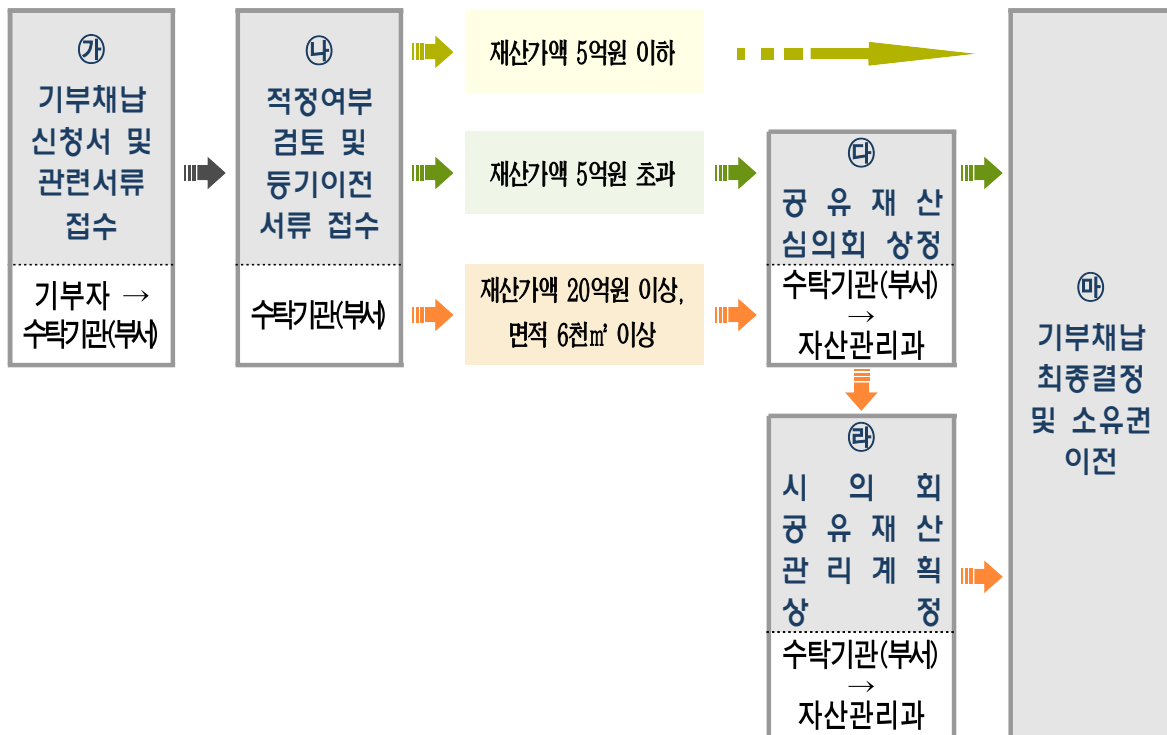 ㉮
기부채납
신청서 및
관련서류
접수
기부자 →
수탁기관(부서)
㉯
적정여부
검토 및
등기이전
서류 접수
수탁기관(부서)
재산가액 5억원 이하
재산가액 5억원 초과
재산가액 20억원 이상,
면적 6천㎡ 이상
㉰
공 유 재 산
심의회 상정
수탁기관(부서)
→
자산관리과
㉱
시 의 회
공 유 재 산
관 리 계 획
상 정
수탁기관(부서)
→
자산관리과
㉲
기부채납
최종결정
및 소유권
이전